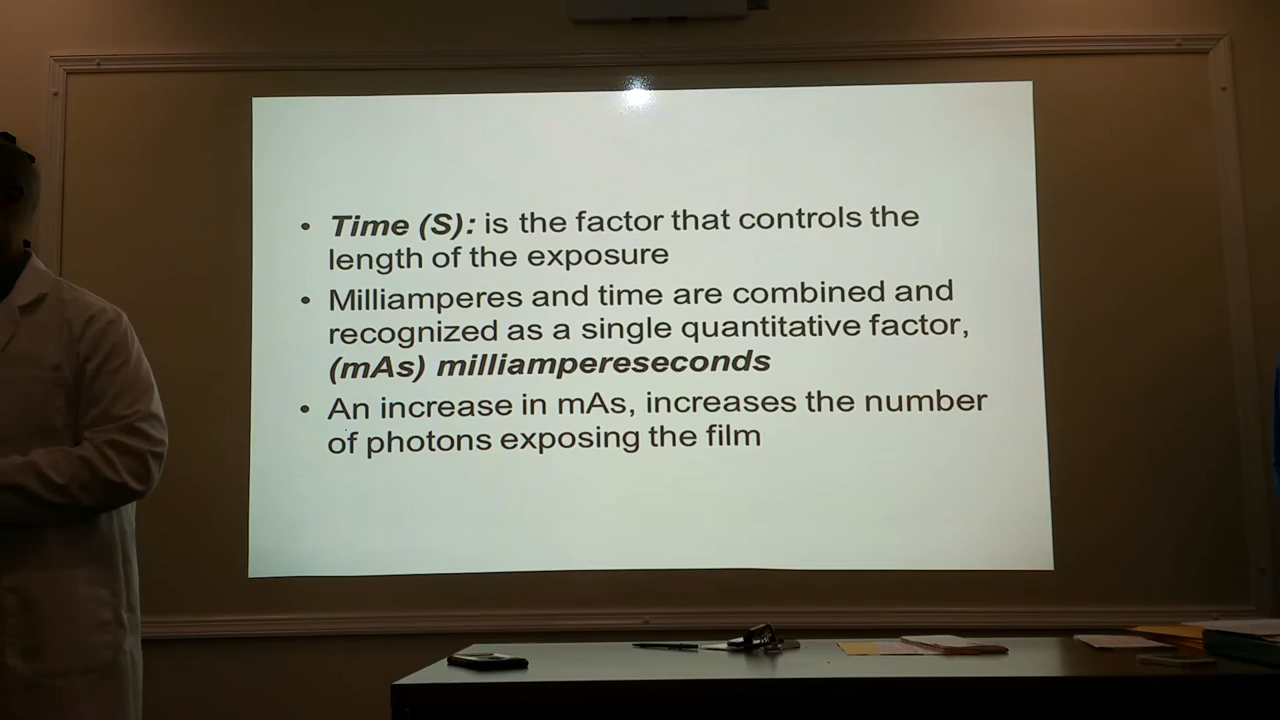 • Time (S): is the factor that controls the
length of the exposure
• Milliamperes and time are combined and
recognized as a single quantitative factor,
(mAs) milliampereseconds
• An increase in mAs, increases the number
of photons exposing the film